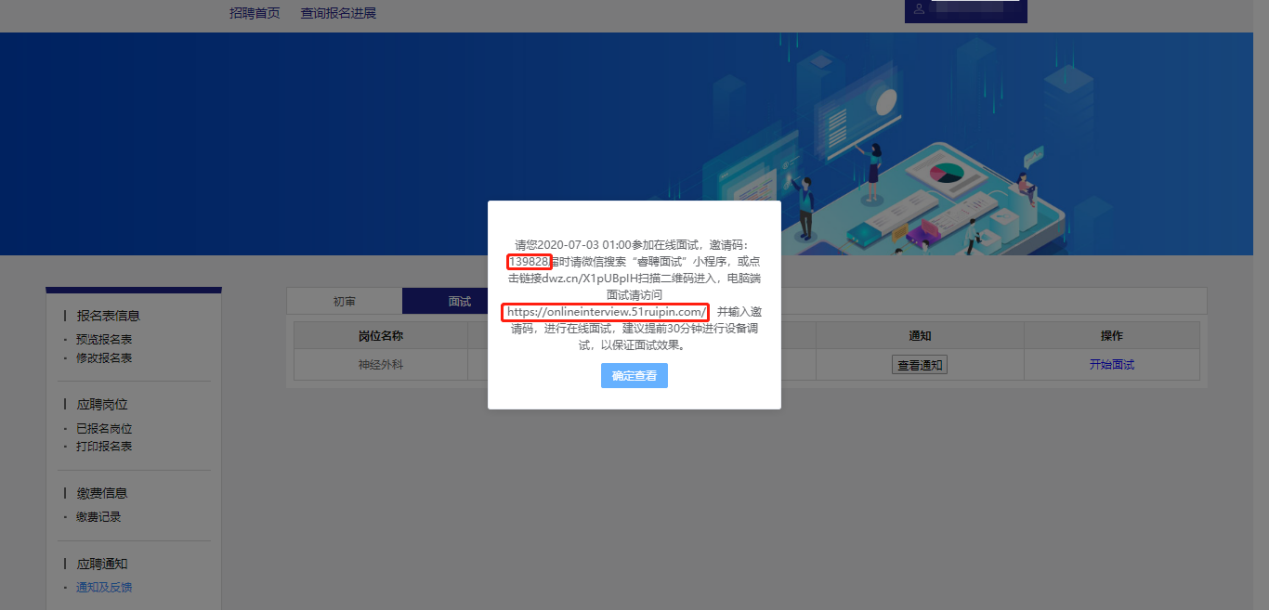 招聘首页 查询报名进展
请您2020-07-03 01:00参加在线面试，邀请码：
139828届时请微信搜索“睿聘面试”小程序，或点
击链接dwz.cn/X1pUBpIH扫描二维码进入，电脑端
面试请访问
https://onlineinterview.51ruipin.com/，并输入邀
请码，进行在线面试，建议提前30分钟进行设备调
试，以保证面试效果。
确定查看
报名表信息
· 预览报名表
· 修改报名表
应聘岗位
· 已报名岗位
· 打印报名表
缴费信息
· 缴费记录
应聘通知
· 通知及反馈
初审 面试
岗位名称 通知 操作
神经外科 查看通知 开始面试